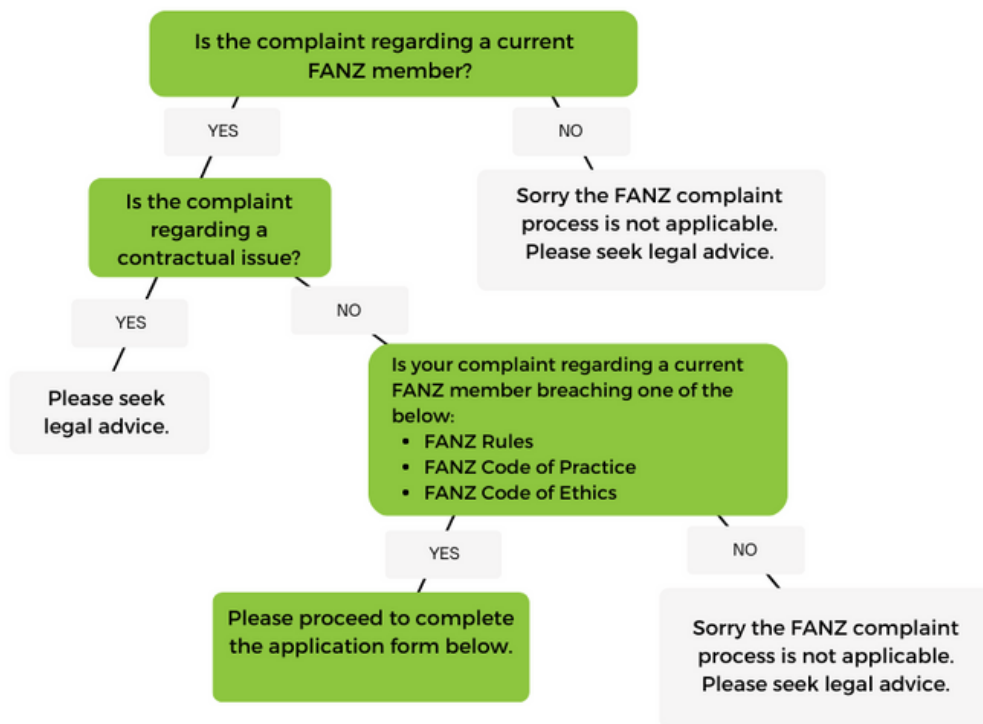 Is the complaint regarding a current
FANZ member?
YES
NO
Is the complaint
regarding a
contractual issue?
Sorry the FANZ complaint
process is not applicable.
Please seek legal advice.
YES
NO
Please seek
legal advice.
Is your complaint regarding a current
FANZ member breaching one of the
below:
• FANZ Rules
• FANZ Code of Practice
• FANZ Code of Ethics
YES
NO
Please proceed to complete
the application form below.
Sorry the FANZ complaint
process is not applicable.
Please seek legal advice.